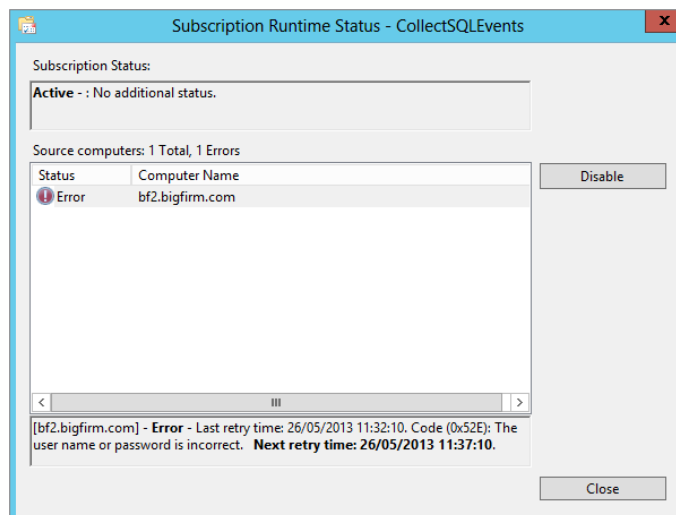 Subscription Runtime Status - CollectSQLEvents
x
Subscription Status:
Active - : No additional status.
Source computers: 1 Total, 1 Errors
Status Computer Name
Disable
Error bf2.bigfirm.com
[bf2.bigfirm.com] - Error - Last retry time: 26/05/2013 11:32:10. Code (0x52E): The
user name or password is incorrect. Next retry time: 26/05/2013 11:37:10.
Close